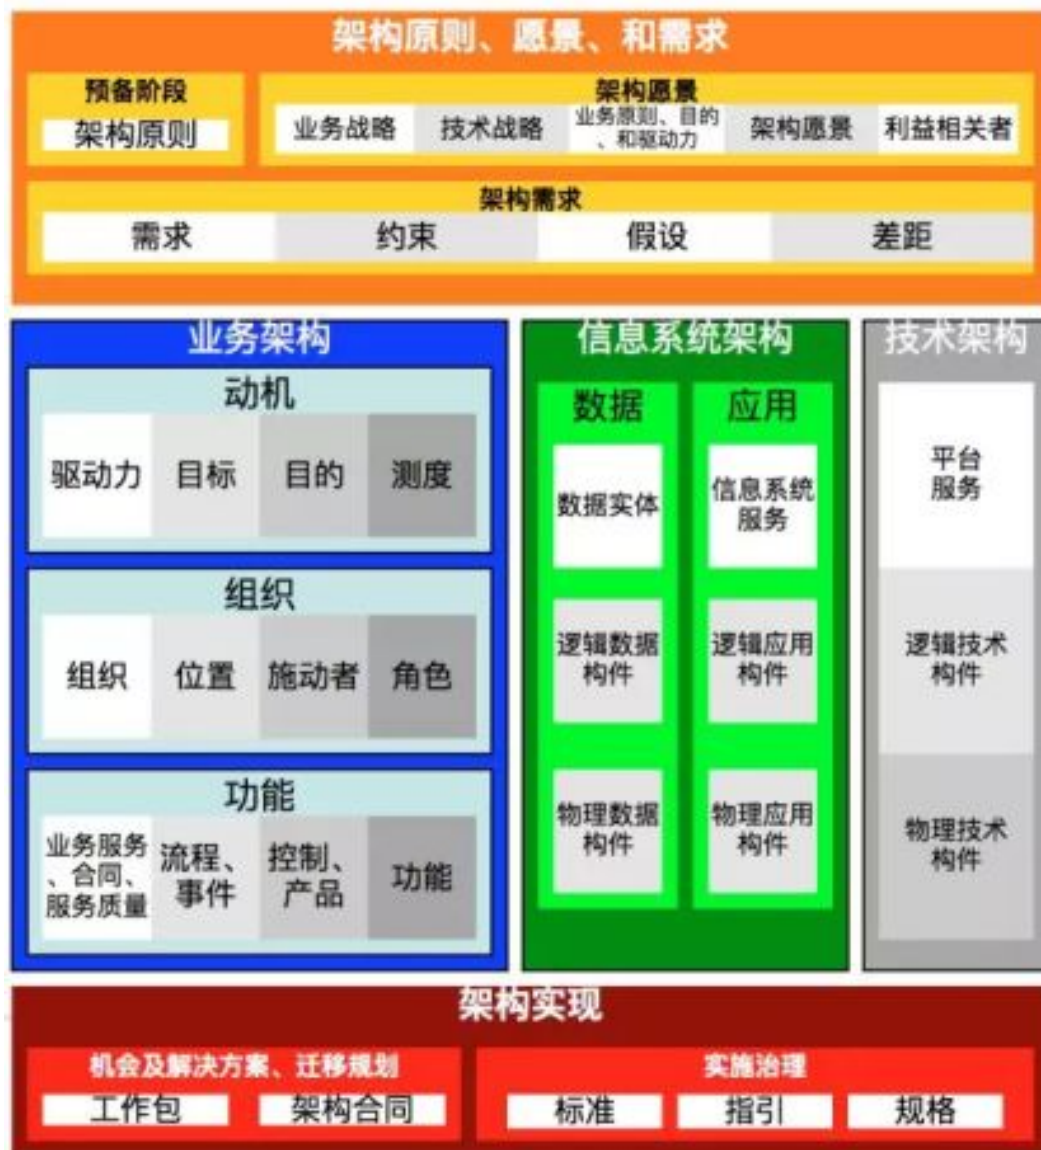 架构原则、愿景、和需求
预备阶段
架构原则
架构愿景
业务战略
技术战略
业务原则、目的
、和驱动力
架构愿景
利益相关者
架构需求
需求
约束
假设
差距
业务架构
动机
驱动力
目标
目的
测度
组织
组织
位置
施动者
角色
功能
业务服务
、合同、
服务质量
流程、
事件
控制、
产品
功能
信息系统架构
数据
数据实体
逻辑数据
构件
物理数据
构件
应用
信息系统
服务
逻辑应用
构件
物理应用
构件
技术架构
平台
服务
逻辑技术
构件
物理技术
构件
架构实现
机会及解决方案、迁移规划
工作包
架构合同
实施治理
标准
指引
规格